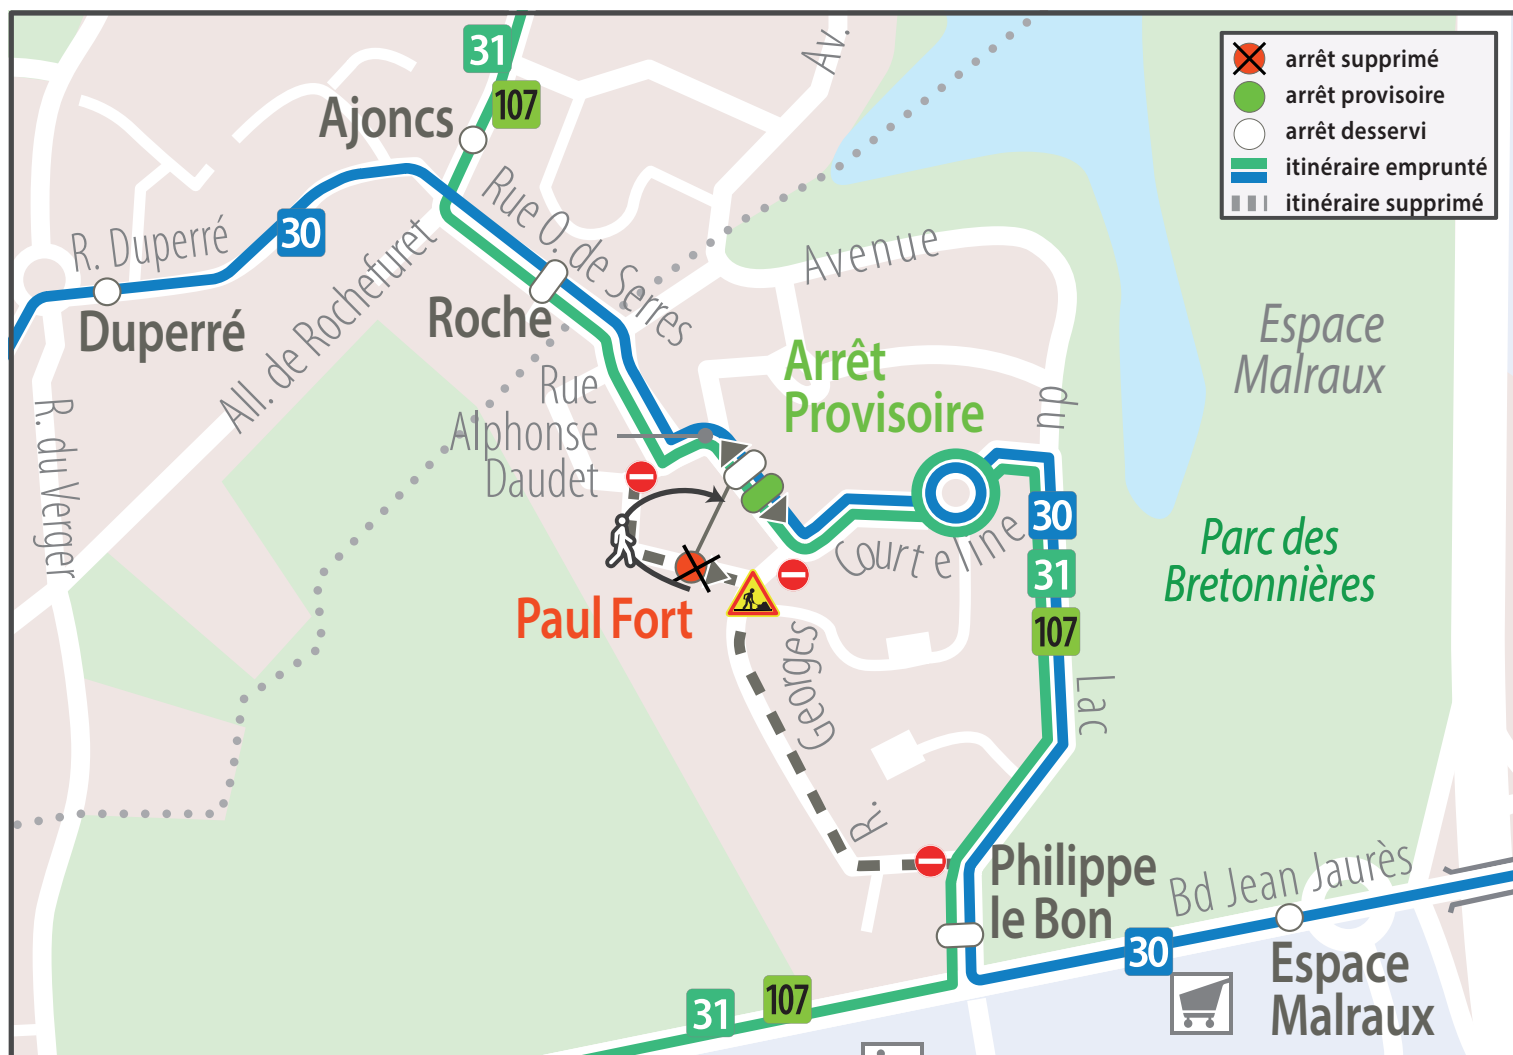 31
107
Ajoncs
Av.
arrêt supprimé
arrêt provisoire
arrêt desservi
itinéraire emprunté
itinéraire supprimé
R. Duperré
30
Rue O. de Serres
Avenue
Duperré
All. de Rochefuret
Roche
Espace
Malraux
Arrêt
Provisoire
Rue
Alphonse
Daudet
du
R. du Verger
30
Courteline
Parc des
Bretonnières
31
107
Paul Fort
Georges
Lac
R.
Philippe
le Bon
Bd Jean Jaurès
30
Espace
Malraux
31
107